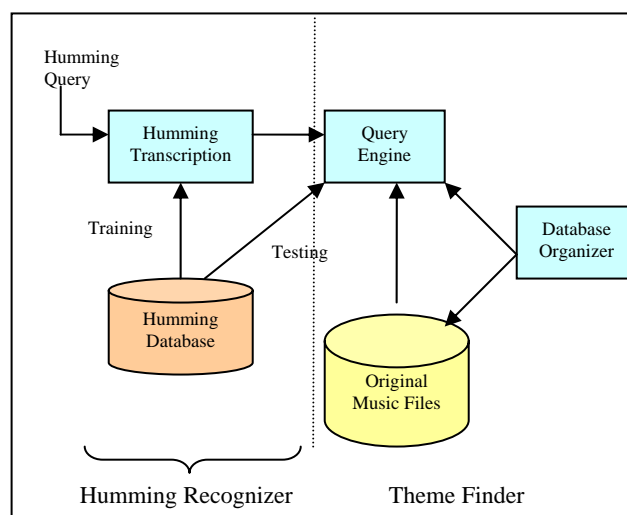 Humming
Query
Humming
Transcription
Query
Engine
Training
Testing
Database
Organizer
Humming
Database
Original
Music Files
Humming Recognizer
Theme Finder